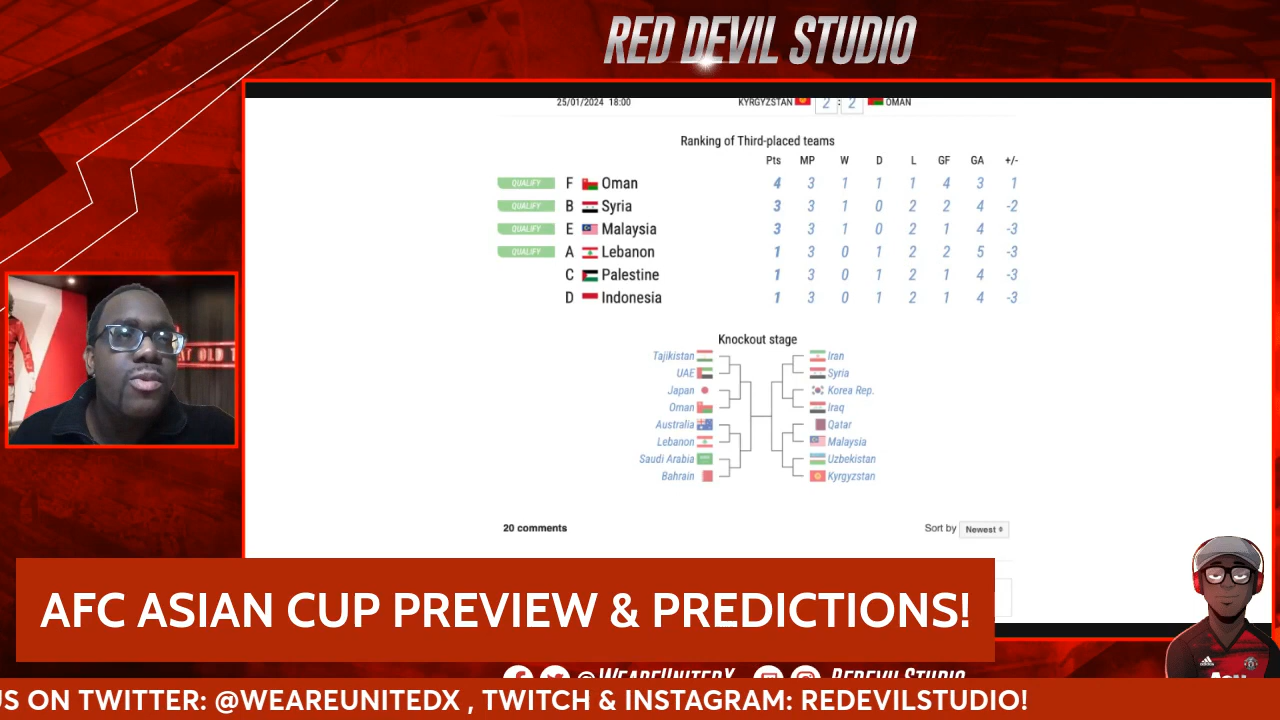 RED DEVIL STUDIO
25/01/2024 18:00 KYRGYZSTAN 2 : 2 OMAN
Ranking of Third-placed teams
Pts MP W D L GF GA +/-
QUALIFY F Oman 4 3 1 1 1 4 3 1
QUALIFY B Syria 3 3 1 0 2 2 4 -2
QUALIFY E Malaysia 3 3 1 0 2 1 4 -3
QUALIFY A Lebanon 1 3 0 1 2 2 5 -3
C Palestine 1 3 0 1 2 1 4 -3
D Indonesia 1 3 0 1 2 1 4 -3
Knockout stage
Tajikistan Iran
UAE Syria
Japan Korea Rep.
Oman Iraq
Australia Qatar
Lebanon Malaysia
Saudi Arabia Uzbekistan
Bahrain Kyrgyzstan
20 comments Sort by Newest
AT OLD T
AFC ASIAN CUP PREVIEW & PREDICTIONS!
@WEAREUNITEDX REDEVIL STUDIO
US ON TWITTER: @WEAREUNITEDX , TWITCH & INSTAGRAM: REDEVILSTUDIO!